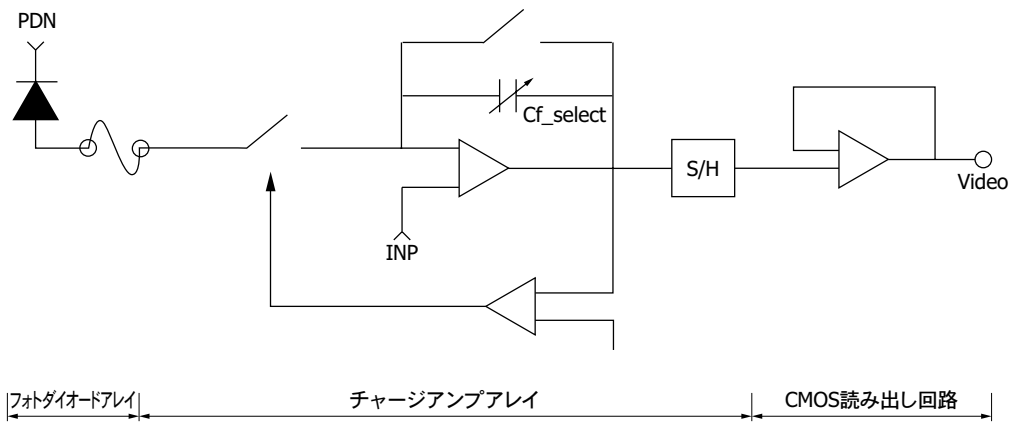 PDN
Cf_select
S/H
Video
INP
フォトダイオードアレイ
チャージアンプアレイ
CMOS読み出し回路